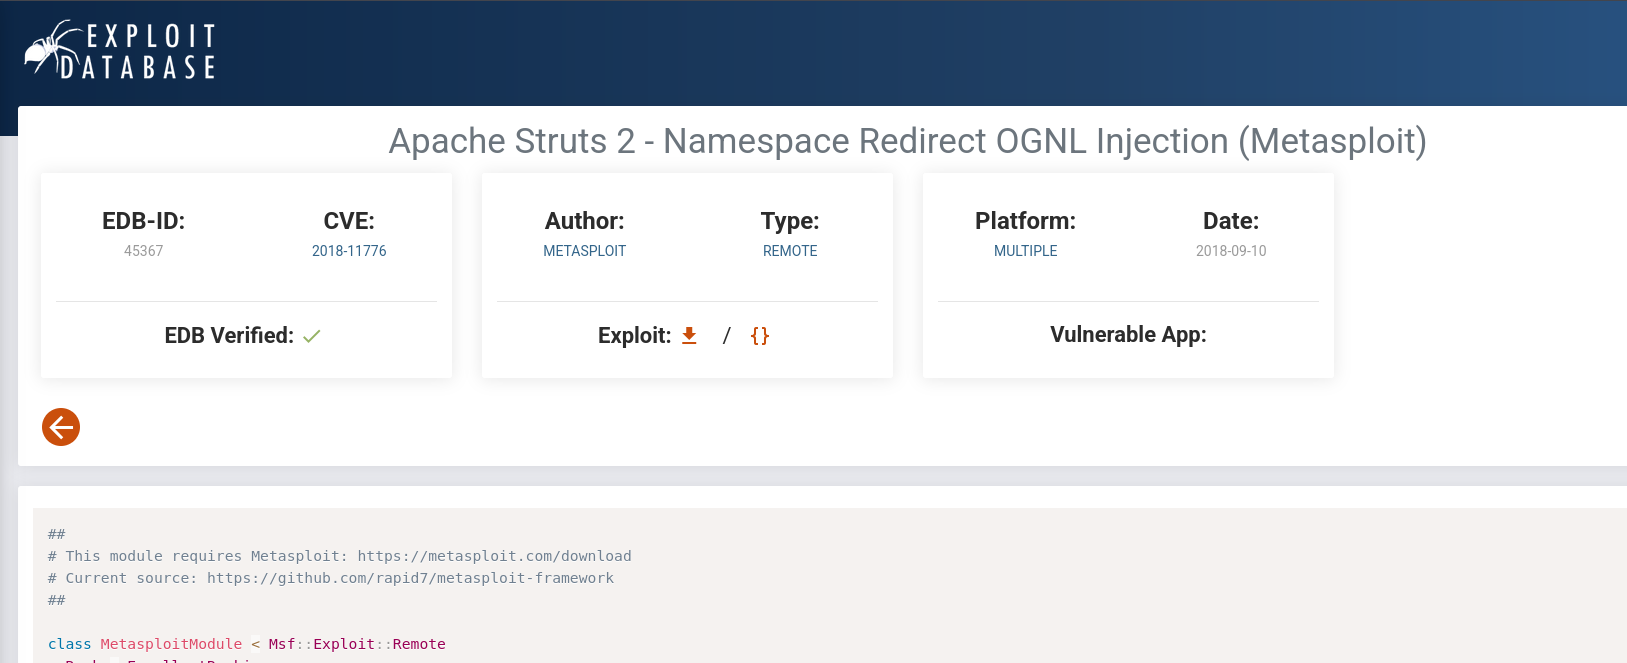 EXPLOIT
DATABASE
Apache Struts 2 - Namespace Redirect OGNL Injection (Metasploit)
EDB-ID:
45367
CVE:
2018-11776
EDB Verified:
Author:
METASPLOIT
Type:
REMOTE
Exploit: / {}
Platform:
MULTIPLE
Date:
2018-09-10
Vulnerable App:
##
# This module requires Metasploit: https://metasploit.com/download
# Current source: https://github.com/rapid7/metasploit-framework
##
class MetasploitModule < Msf::Exploit::Remote